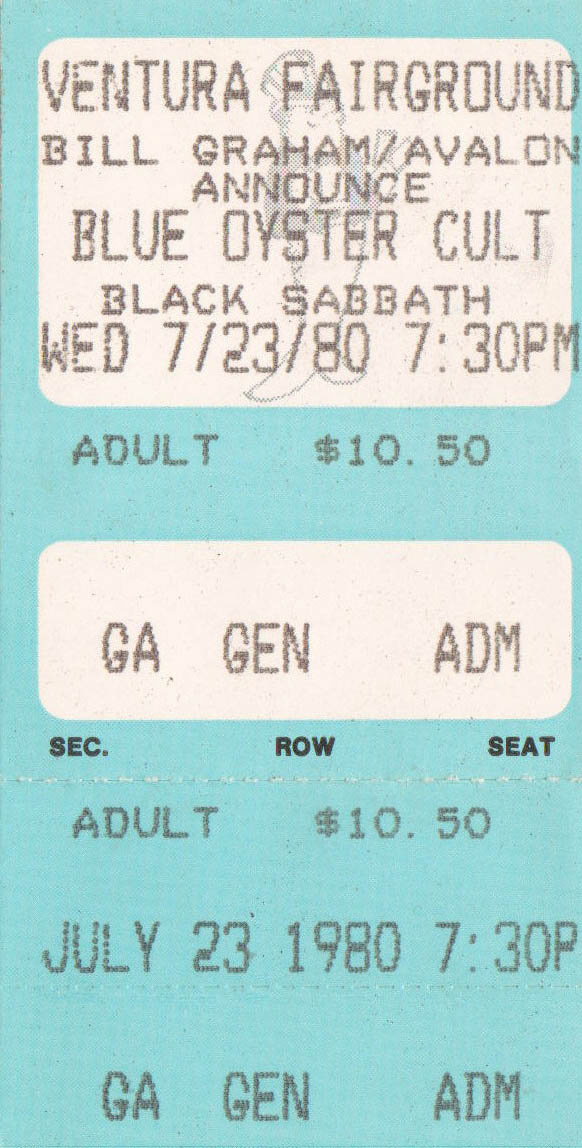 VENTURA FAIRGROUND
BILL GRAHAM/AVALON
ANNOUNCE
BLUE OYSTER CULT
BLACK SABBATH
WED 7/23/80 7:30PM
ADULT $10.50
GA GEN ADM
SEC. ROW SEAT
ADULT $10.50
JULY 23 1980 7:30P
GA GEN ADM